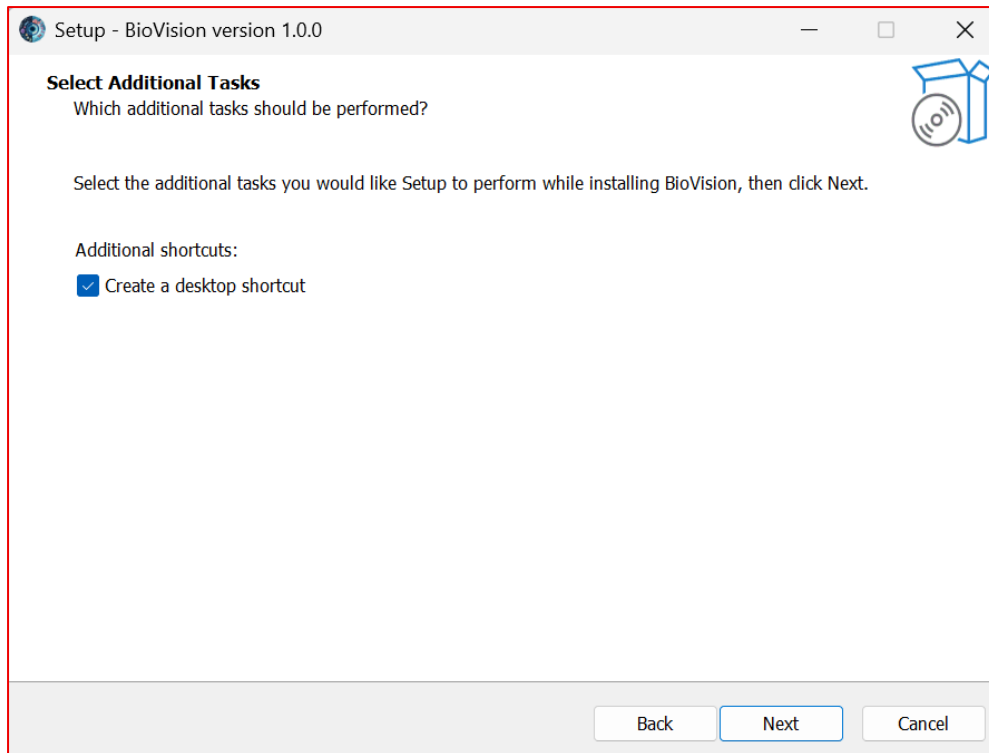 Setup - BioVision version 1.0.0
Select Additional Tasks
Which additional tasks should be performed?
Select the additional tasks you would like Setup to perform while installing BioVision, then click Next.
Additional shortcuts:
Create a desktop shortcut
Back
Next
Cancel